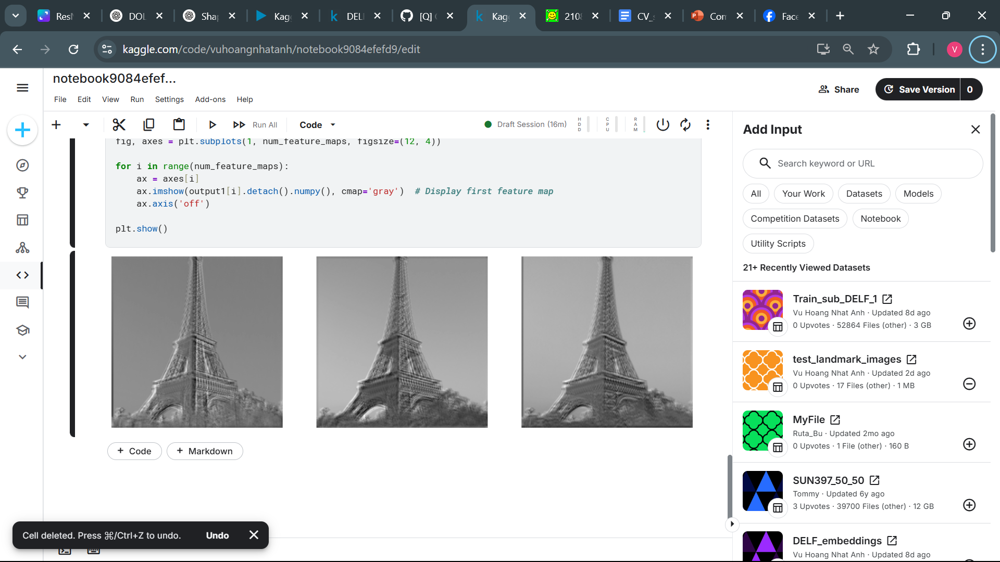 ResN
DOL
Shap
Kag
DELF
[Q] (
Kag
2108
CV_s
Con
Face
kaggle.com/code/vuhoangnhatanh/notebook9084efefd9/edit
V
notebook9084efef...
File Edit View Run Settings Add-ons Help
Share
Save Version 0
Run All
Code
Draft Session (16m)
HDD
CPU
RAM
fig, axes = plt.subplots(1, num_feature_maps, figsize=(12, 4))
for i in range(num_feature_maps):
ax = axes[i]
ax.imshow(output1[i].detach().numpy(), cmap='gray') # Display first feature map
ax.axis('off')
plt.show()
+ Code
+ Markdown
Cell deleted. Press ⌘/Ctrl+Z to undo. Undo
Add Input
Search keyword or URL
All Your Work Datasets Models
Competition Datasets Notebook
Utility Scripts
21+ Recently Viewed Datasets
Train_sub_DELF_1
Vu Hoang Nhat Anh · Updated 8d ago
0 Upvotes · 52864 Files (other) · 3 GB
test_landmark_images
Vu Hoang Nhat Anh · Updated 2d ago
0 Upvotes · 17 Files (other) · 1 MB
MyFile
Ruta_Bu · Updated 2mo ago
0 Upvotes · 1 File (other) · 160 B
SUN397_50_50
Tommy · Updated 6y ago
3 Upvotes · 39700 Files (other) · 12 GB
DELF_embeddings
Vu Hoang Nhat Anh · Updated 8d ago